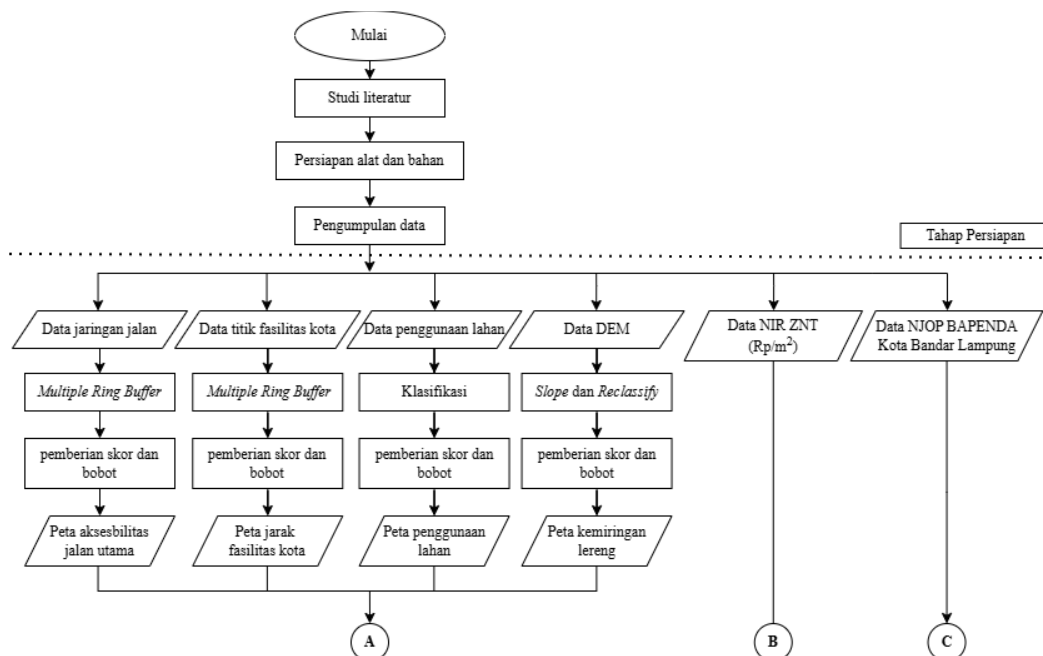 Mulai
Studi literatur
Persiapan alat dan bahan
Pengumpulan data
Tahap Persiapan
Data jaringan jalan
Data titik fasilitas kota
Data penggunaan lahan
Data DEM
Data NIR ZNT
(Rp/m²)
Data NJOP BAPENDA
Kota Bandar Lampung
Multiple Ring Buffer
Multiple Ring Buffer
Klasifikasi
Slope dan Reclassify
pemberian skor dan
bobot
pemberian skor dan
bobot
pemberian skor dan
bobot
pemberian skor dan
bobot
Peta aksesbilitas
jalan utama
Peta jarak
fasilitas kota
Peta penggunaan
lahan
Peta kemiringan
lereng
A
B
C